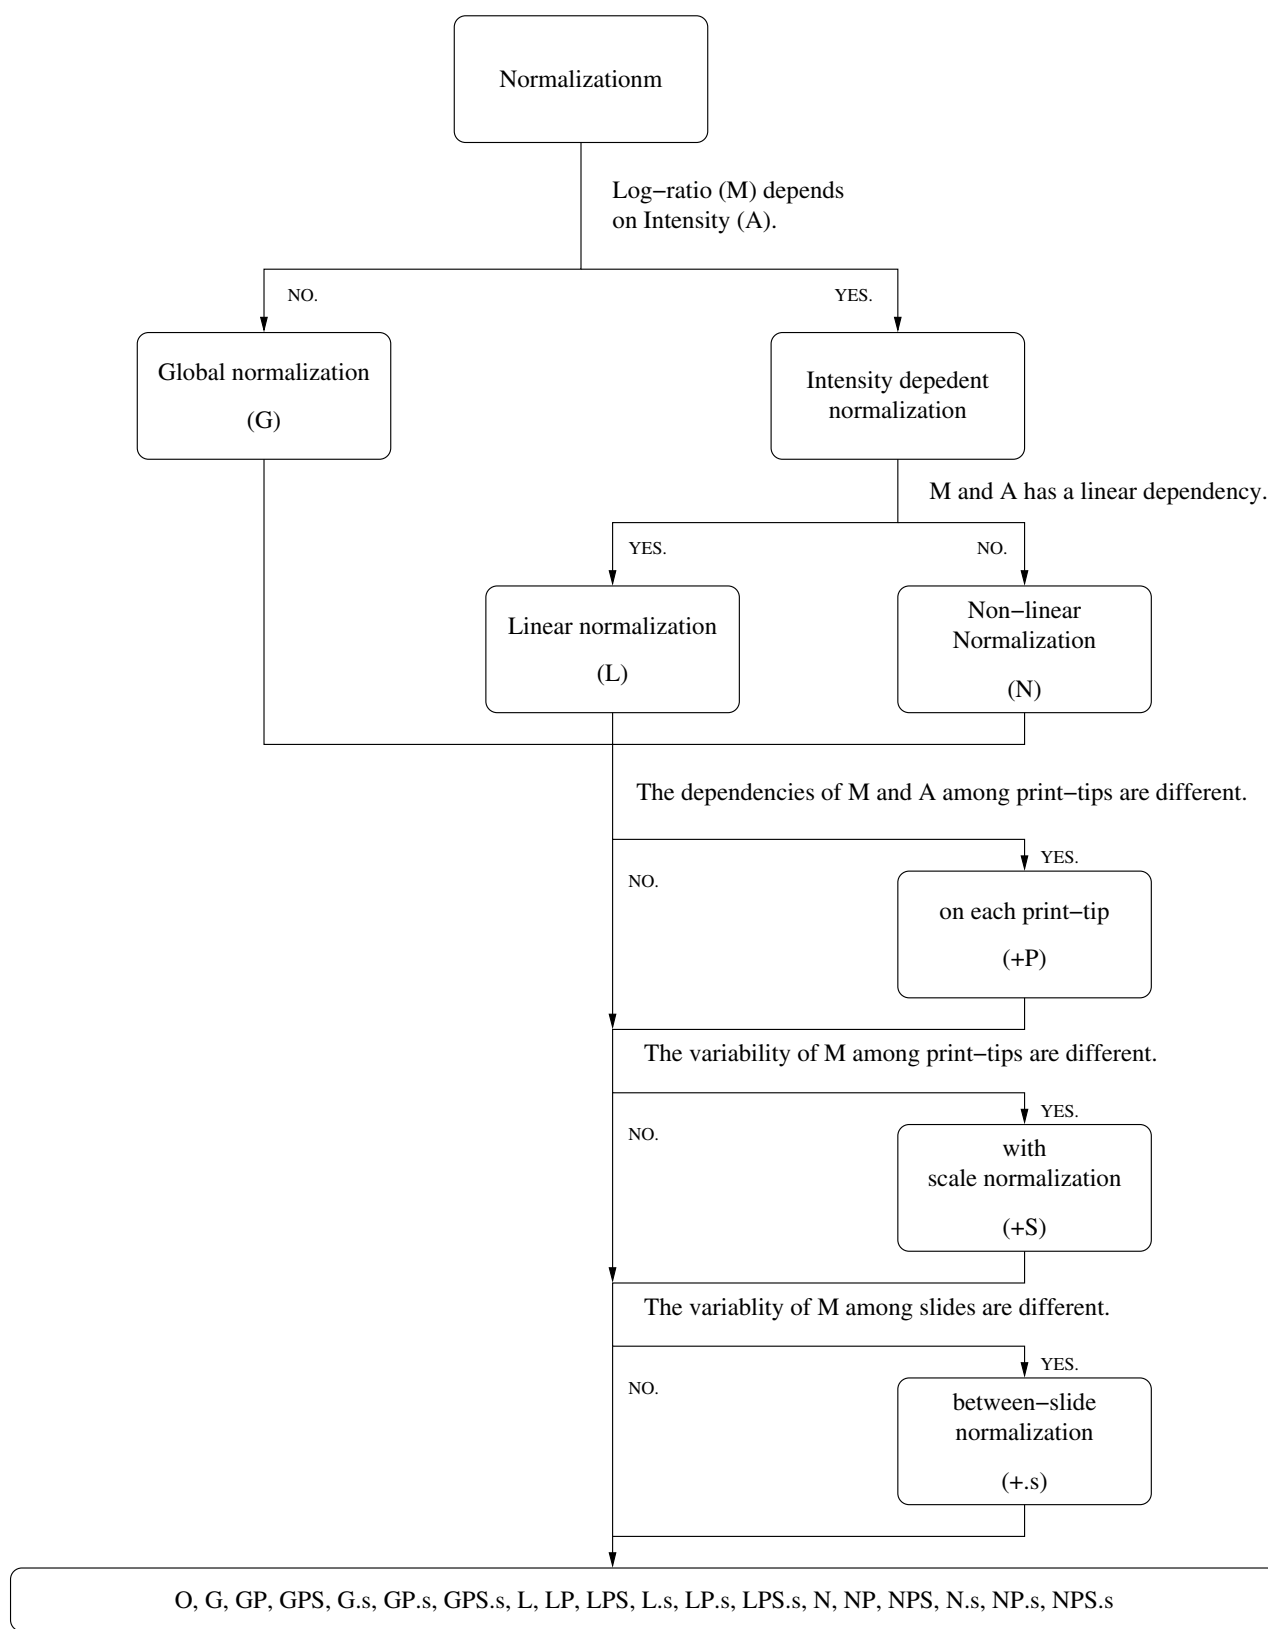 Normalizationm
Log−ratio (M) depends
on Intensity (A).
NO.
YES.
Global normalization
(G)
Intensity depedent
normalization
M and A has a linear dependency.
YES.
NO.
Linear normalization
(L)
Non−linear
Normalization
(N)
The dependencies of M and A among print−tips are different.
YES.
NO.
on each print−tip
(+P)
The variability of M among print−tips are different.
YES.
NO.
with
scale normalization
(+S)
The variablity of M among slides are different.
YES.
NO.
between−slide
normalization
(+.s)
O, G, GP, GPS, G.s, GP.s, GPS.s, L, LP, LPS, L.s, LP.s, LPS.s, N, NP, NPS, N.s, NP.s, NPS.s